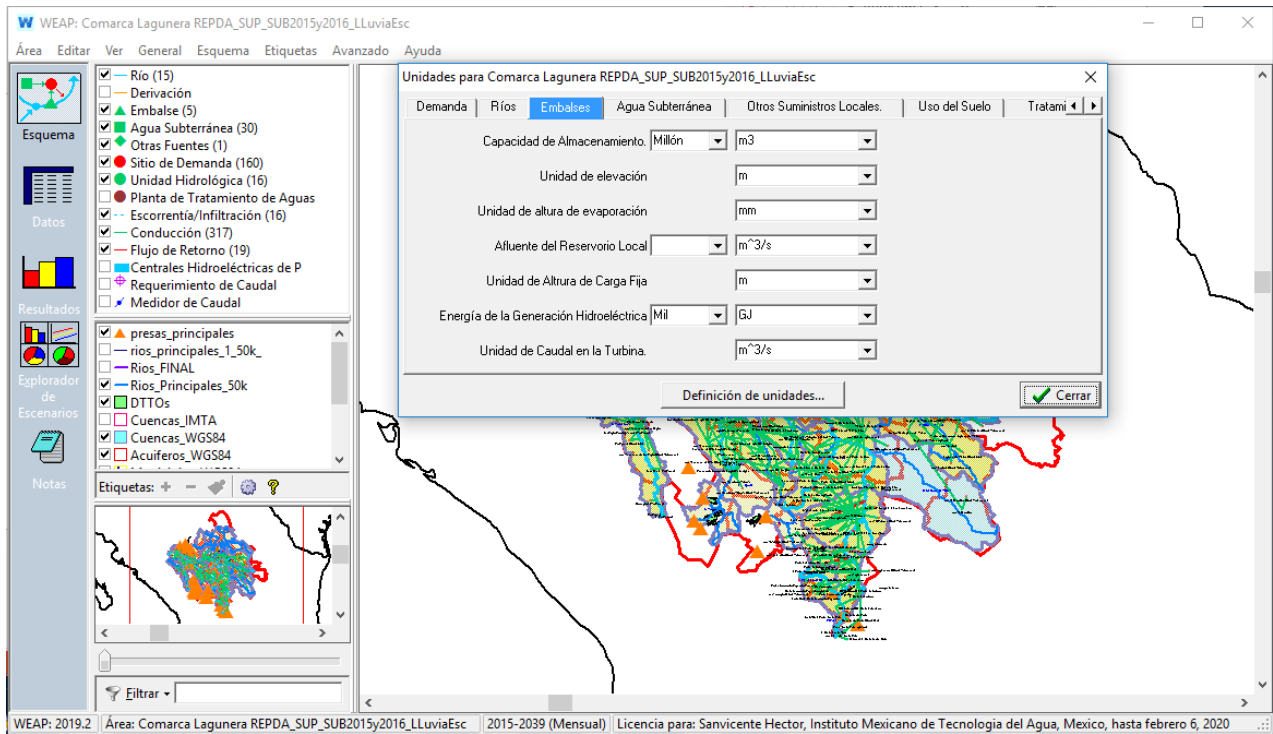 WEAP: Comarca Lagunera REPDA_SUP_SUB2015y2016_LLuviaEsc
Área Editar Ver General Esquema Etiquetas Avanzado Ayuda
Esquema
Datos
Resultados
Explorador
de
Escenarios
Notas
Río (15)
Derivación
Embalse (5)
Agua Subterránea (30)
Otras Fuentes (1)
Sitio de Demanda (160)
Unidad Hidrológica (16)
Planta de Tratamiento de Aguas
Escorrentía/Infiltración (16)
Conducción (317)
Flujo de Retorno (19)
Centrales Hidroeléctricas de P
Requerimiento de Caudal
Medidor de Caudal
presas_principales
rios_principales_1_50k_
Rios_FINAL
Rios_Principales_50k
DTTOs
Cuencas_IMTA
Cuencas_WGS84
Acuiferos_WGS84
Etiquetas:
Filtrar
Unidades para Comarca Lagunera REPDA_SUP_SUB2015y2016_LLuviaEsc
Demanda Ríos Embalses Agua Subterránea Otros Suministros Locales. Uso del Suelo Tratami
Capacidad de Almacenamiento. Millón m3
Unidad de elevación m
Unidad de altura de evaporación mm
Afluente del Reservorio Local m^3/s
Unidad de Altrura de Carga Fija m
Energía de la Generación Hidroeléctrica Mil GJ
Unidad de Caudal en la Turbina. m^3/s
Definición de unidades... Cerrar
WEAP: 2019.2 Área: Comarca Lagunera REPDA_SUP_SUB2015y2016_LLuviaEsc 2015-2039 (Mensual) Licencia para: Sanvicente Hector, Instituto Mexicano de Tecnologia del Agua, Mexico, hasta febrero 6, 2020